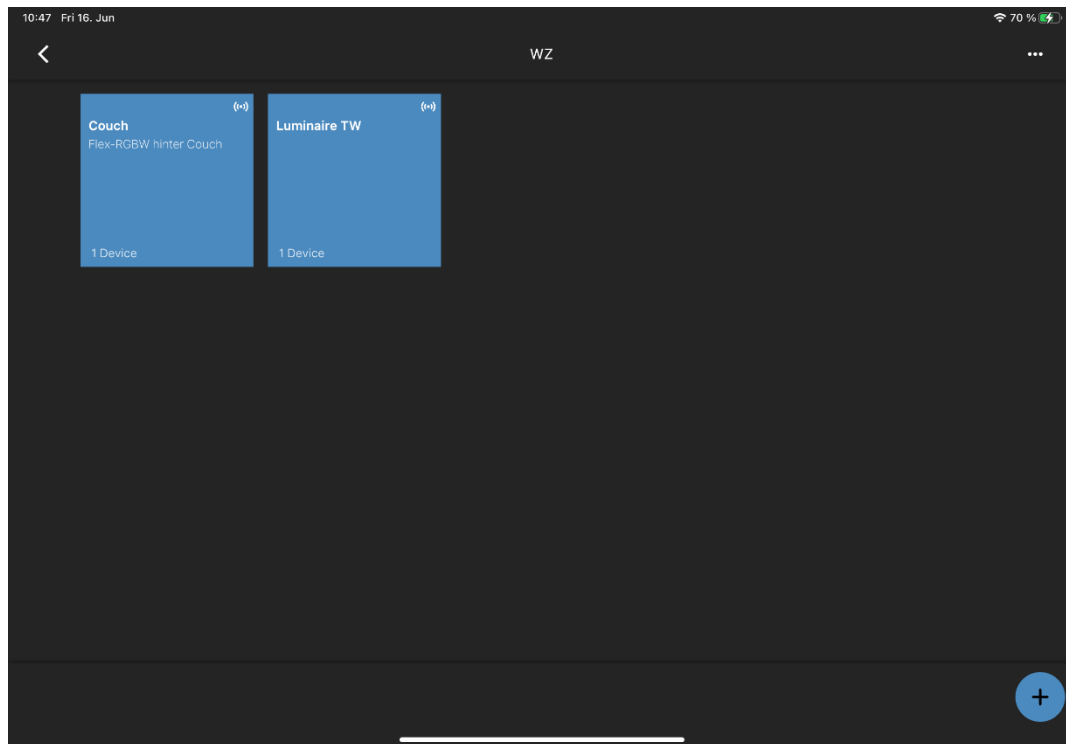 10:47 Fri 16. Jun 70 %
WZ
Couch
Flex-RGBW hinter Couch
1 Device
Luminaire TW
1 Device